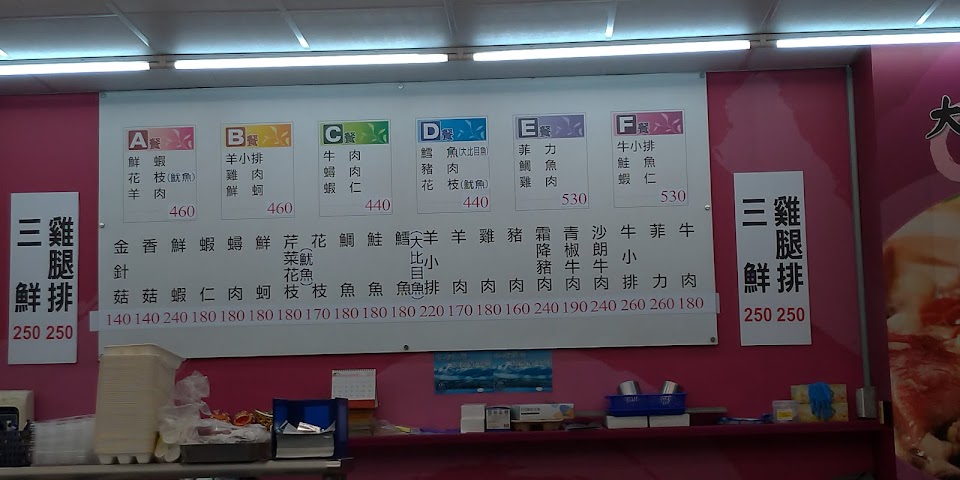 A餐
鮮蝦
花枝(魷魚)
羊肉
460
B餐
羊小排
雞肉
鮮蚵
460
C餐
牛肉
蟳肉
蝦仁
440
D餐
鱈魚(大比目魚)
豬肉
花枝(魷魚)
440
E餐
菲力
鯛魚
雞肉
530
F餐
牛小排
鮭魚
蝦仁
530
三鮮
雞腿排
250 250
金針菇
香菇
鮮蝦
蝦仁
蟳肉
鮮蚵
芹菜花枝
花(魷魚)枝
鯛魚
鮭魚
鱈魚
(大比目魚)
羊小排
羊肉
雞肉
豬肉
霜降豬肉
青椒牛肉
沙朗牛肉
牛小排
菲力
牛肉
140 140 240 180 180 180 180 170 180 180 180 220 170 180 160 240 190 240 260 260 180
三鮮
雞腿排
250 250
大